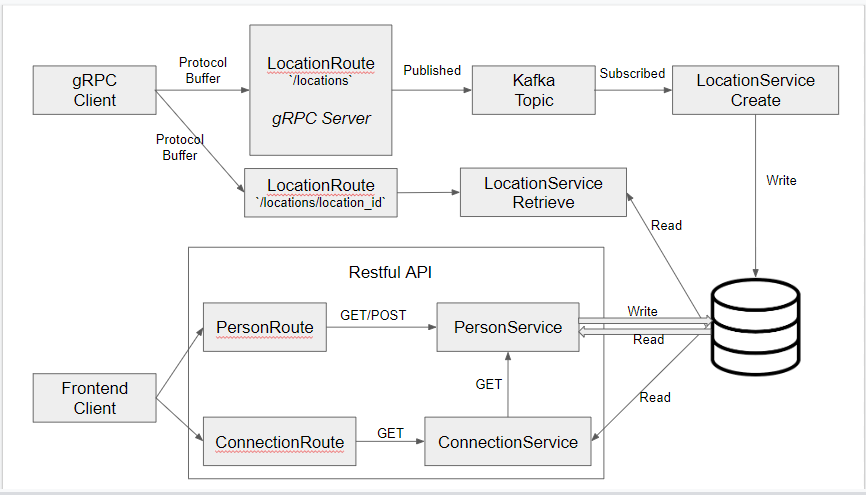 gRPC
Client
Protocol
Buffer
LocationRoute
`/locations`
gRPC Server
Published
Kafka
Topic
Subscribed
LocationService
Create
Protocol
Buffer
LocationRoute
`/locations/location_id`
LocationService
Retrieve
Write
Read
Restful API
PersonRoute
GET/POST
PersonService
Write
Read
Frontend
Client
GET
Read
ConnectionRoute
GET
ConnectionService